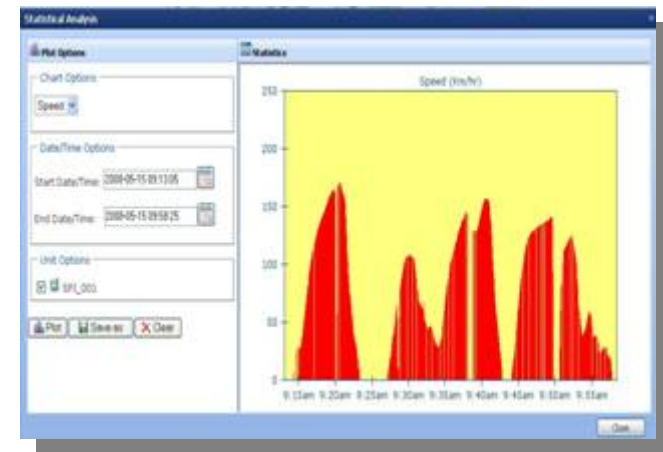 Statistical Analysis
Plot Options
Statistics
Chart Options
Speed
Date/Time Options
Start Date/Time: 2008-05-15 09:13:05
End Date/Time: 2008-05-15 09:58:25
Unit Options
SFI_001
Plot Save as Clear
Speed (Km/hr)
250
200
150
100
50
0
9:15am 9:20am 9:25am 9:30am 9:35am 9:40am 9:45am 9:50am 9:55am
Close